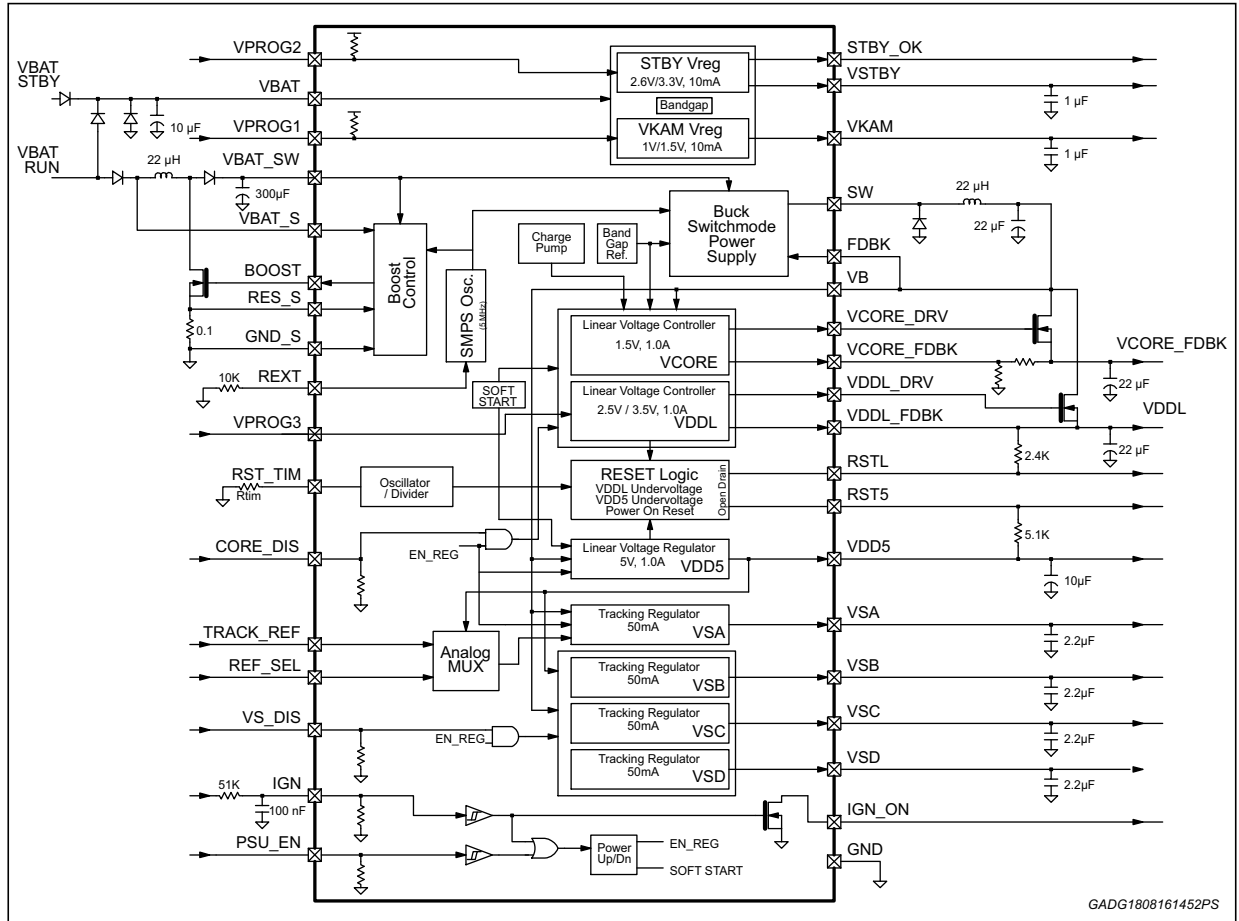 VPROG2
VBAT
STBY
VBAT
10 µF
VPROG1
VBAT
RUN
22 µH
VBAT_SW
300µF
VBAT_S
BOOST
RES_S
0.1
GND_S
10K
REXT
VPROG3
RST_TIM
Rtim
CORE_DIS
TRACK_REF
REF_SEL
VS_DIS
51K
IGN
100 nF
PSU_EN
STBY Vreg
2.6V/3.3V, 10mA
Bandgap
VKAM Vreg
1V/1.5V, 10mA
Buck
Switchmode
Power
Supply
Charge
Pump
Band
Gap
Ref.
Boost
Control
SMPS Osc.
(5 MHz)
Linear Voltage Controller
1.5V, 1.0A
VCORE
SOFT
START
Linear Voltage Controller
2.5V / 3.5V, 1.0A
VDDL
Oscillator
/ Divider
RESET Logic
VDDL Undervoltage
VDD5 Undervoltage
Power On Reset
Open Drain
EN_REG
Linear Voltage Regulator
5V, 1.0A
VDD5
Analog
MUX
Tracking Regulator
50mA
VSA
Tracking Regulator
50mA
VSB
Tracking Regulator
50mA
VSC
Tracking Regulator
50mA
VSD
EN_REG
Power
Up/Dn
EN_REG
SOFT START
STBY_OK
VSTBY
1 µF
VKAM
1 µF
SW
22 µH
22 µF
FDBK
VB
VCORE_DRV
VCORE_FDBK
VCORE_FDBK
22 µF
VDDL_DRV
VDDL_FDBK
VDDL
22 µF
2.4K
RSTL
RST5
5.1K
VDD5
10µF
VSA
2.2µF
VSB
2.2µF
VSC
2.2µF
VSD
2.2µF
IGN_ON
GND
GADG1808161452PS